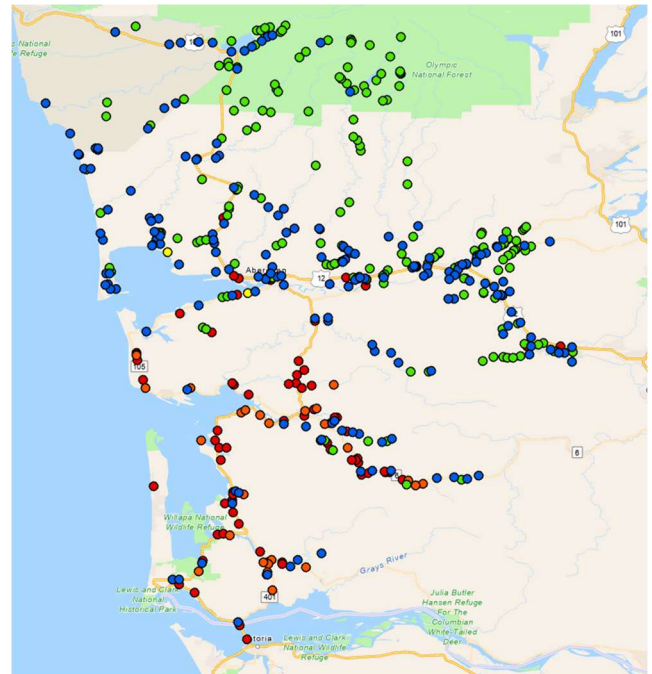 101
s National
e Refuge
Olympic
National Forest
101
Aber
12
105
6
Willapa National
Wildlife Refuge
Grays River
Lewis and Clark
National
Historical Park
401
Julia Butler
Hansen Refuge
For The
Columbian
White-Tailed
Deer
toria
Lewis and Clark
National Wildlife
Refuge